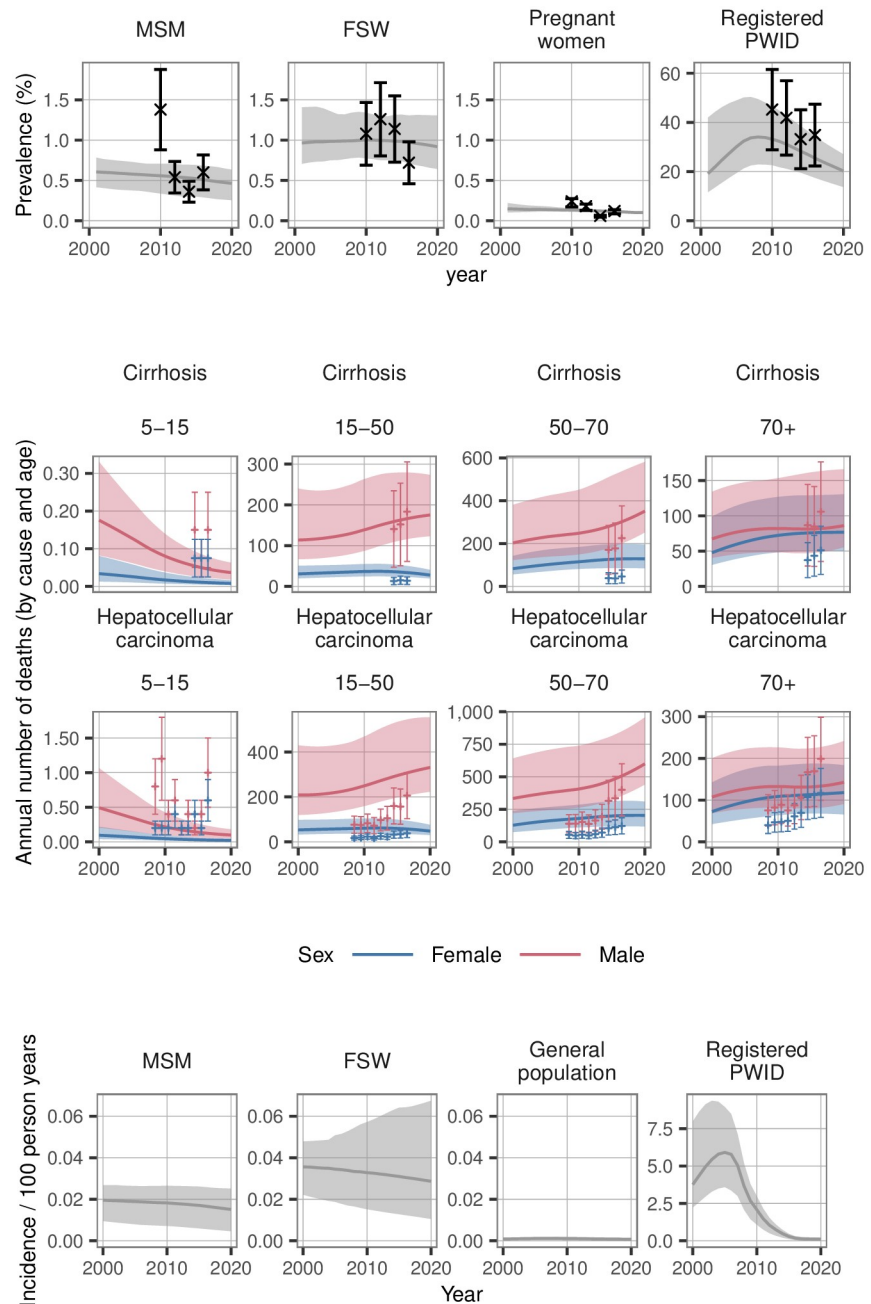 MSM
FSW
Pregnant
women
Registered
PWID
Prevalence (%)
1.5
1.0
0.5
0.0
2000 2010 2020
1.5
1.0
0.5
0.0
2000 2010 2020
1.5
1.0
0.5
0.0
2000 2010 2020
60
40
20
0
2000 2010 2020
year
Annual number of deaths (by cause and age)
Cirrhosis
5−15
0.30
0.20
0.10
0.00
Cirrhosis
15−50
300
200
100
0
Cirrhosis
50−70
600
400
200
0
Cirrhosis
70+
150
100
50
0
Hepatocellular
carcinoma
5−15
1.50
1.00
0.50
0.00
2000 2010 2020
Hepatocellular
carcinoma
15−50
400
200
0
2000 2010 2020
Hepatocellular
carcinoma
50−70
1,000
750
500
250
0
2000 2010 2020
Hepatocellular
carcinoma
70+
300
200
100
0
2000 2010 2020
Sex Female Male
Incidence / 100 person years
MSM
0.06
0.04
0.02
0.00
2000 2010 2020
FSW
0.06
0.04
0.02
0.00
2000 2010 2020
General
population
0.06
0.04
0.02
0.00
2000 2010 2020
Registered
PWID
7.5
5.0
2.5
0.0
2000 2010 2020
Year